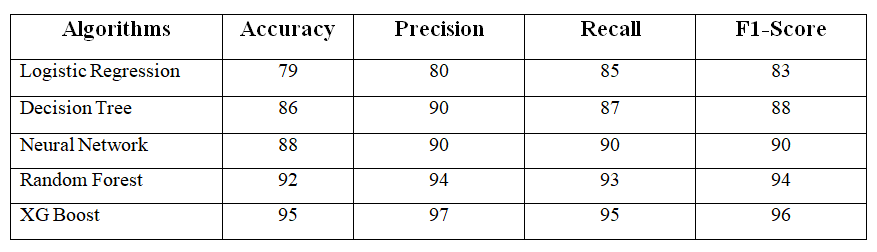 Algorithms Accuracy Precision Recall F1-Score
Logistic Regression 79 80 85 83
Decision Tree 86 90 87 88
Neural Network 88 90 90 90
Random Forest 92 94 93 94
XG Boost 95 97 95 96